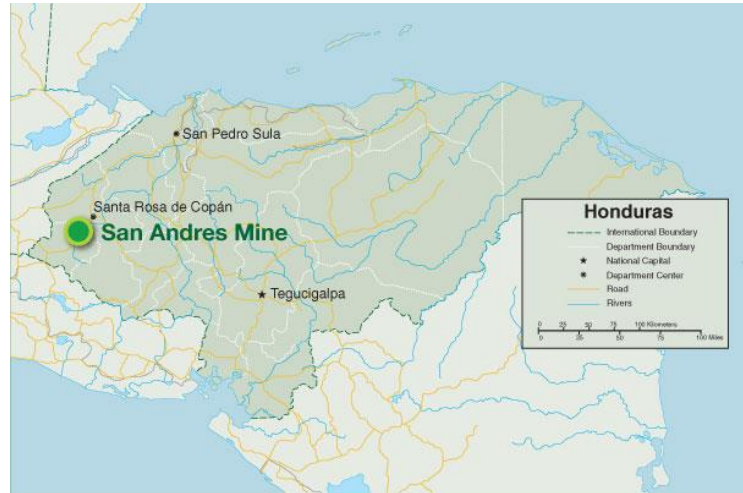 San Pedro Sula
Santa Rosa de Copán
San Andres Mine
Tegucigalpa
Honduras
International Boundary
Department Boundary
National Capital
Department Center
Road
Rivers
0 25 50 75 100 Kilometers
0 25 50 75 100 Miles